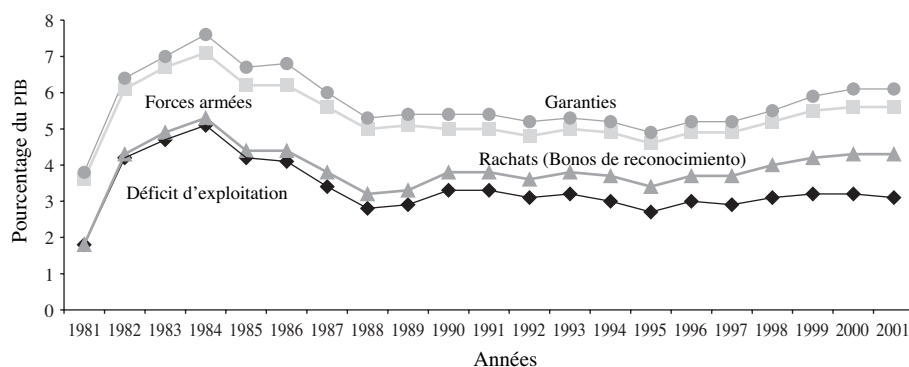 Pourcentage du PIB
8
7
6
5
4
3
2
1
0
Forces armées
Garanties
Rachats (Bonos de reconocimiento)
Déficit d’exploitation
1981 1982 1983 1984 1985 1986 1987 1988 1989 1990 1991 1992 1993 1994 1995 1996 1997 1998 1999 2000 2001
Années